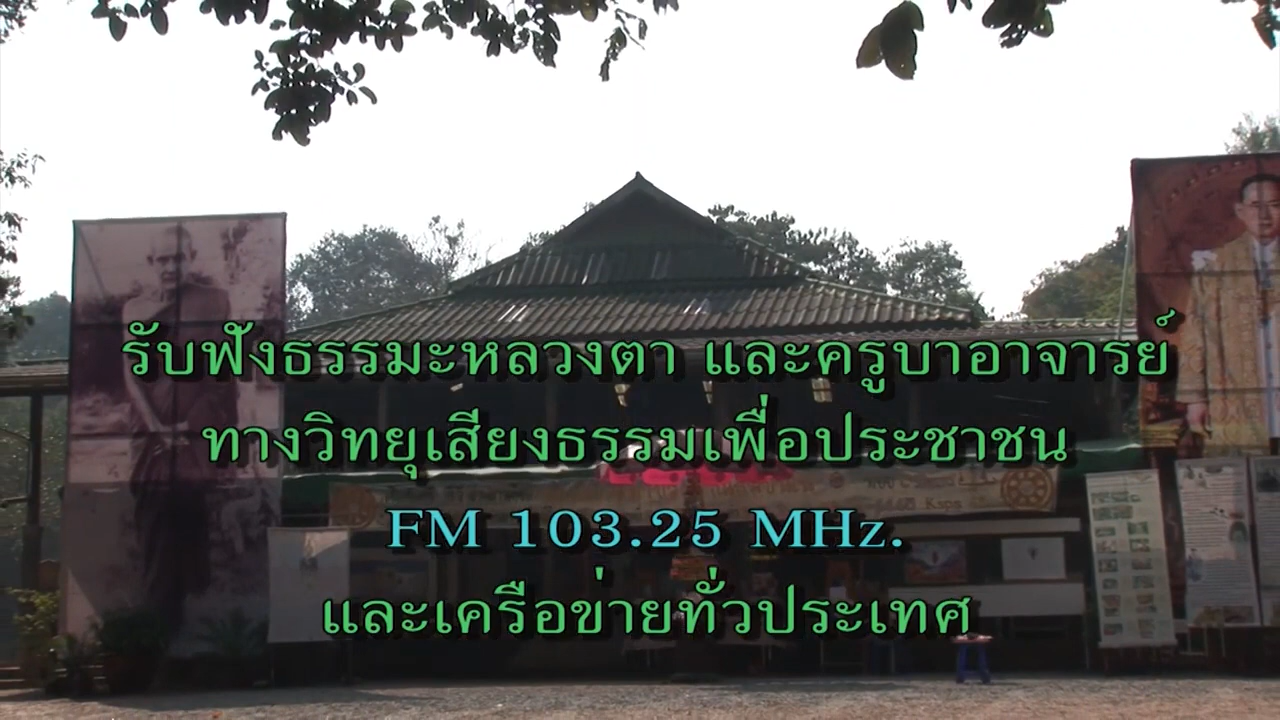 รับฟังธรรมะหลวงตา และครูบาอาจารย์
ทางวิทยุเสียงธรรมเพื่อประชาชน
FM 103.25 MHz.
และเครือข่ายทั่วประเทศ